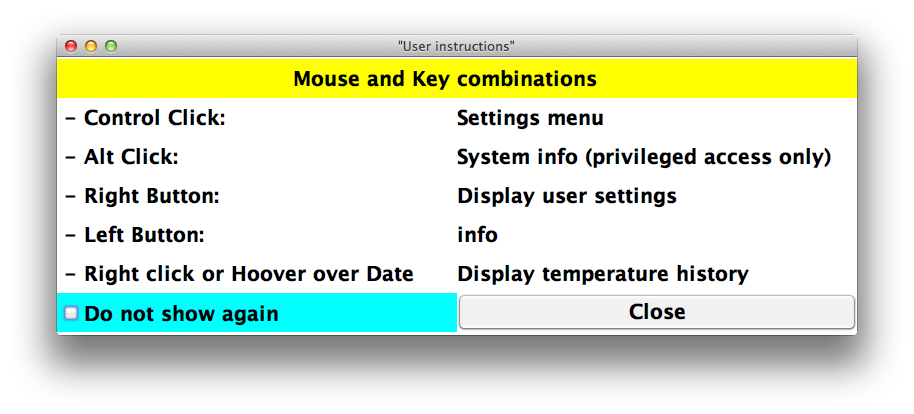 "User instructions"
Mouse and Key combinations
– Control Click: Settings menu
– Alt Click: System info (privileged access only)
– Right Button: Display user settings
– Left Button: info
– Right click or Hoover over Date Display temperature history
Do not show again Close